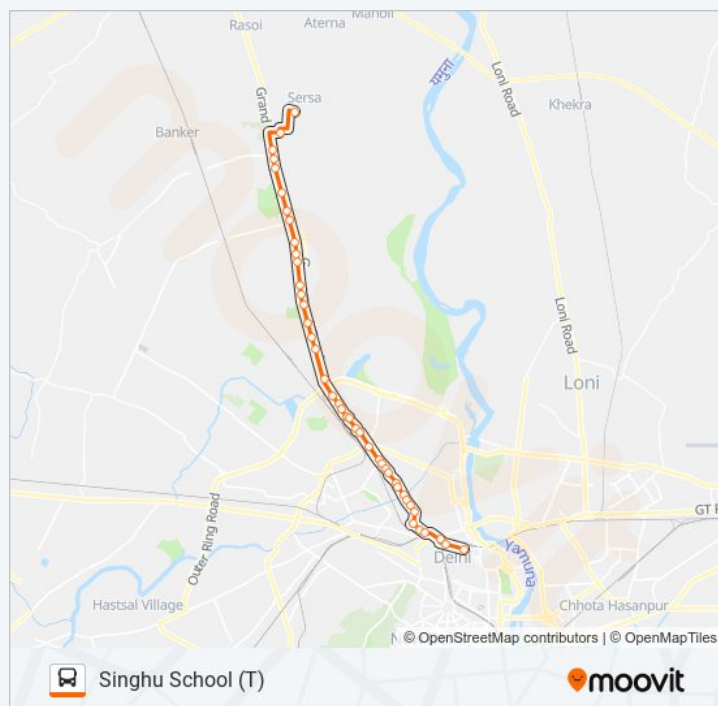 Rasoi
Aterna
Manoli
Sersa
Grand
Banker
यमुना
Loni Road
Khekra
G
Loni Road
Loni
Outer Ring Road
GT R
Delhi
Yamuna
Hastsal Village
Chhota Hasanpur
N
© OpenStreetMap contributors | © OpenMapTiles
Singhu School (T)
moovit